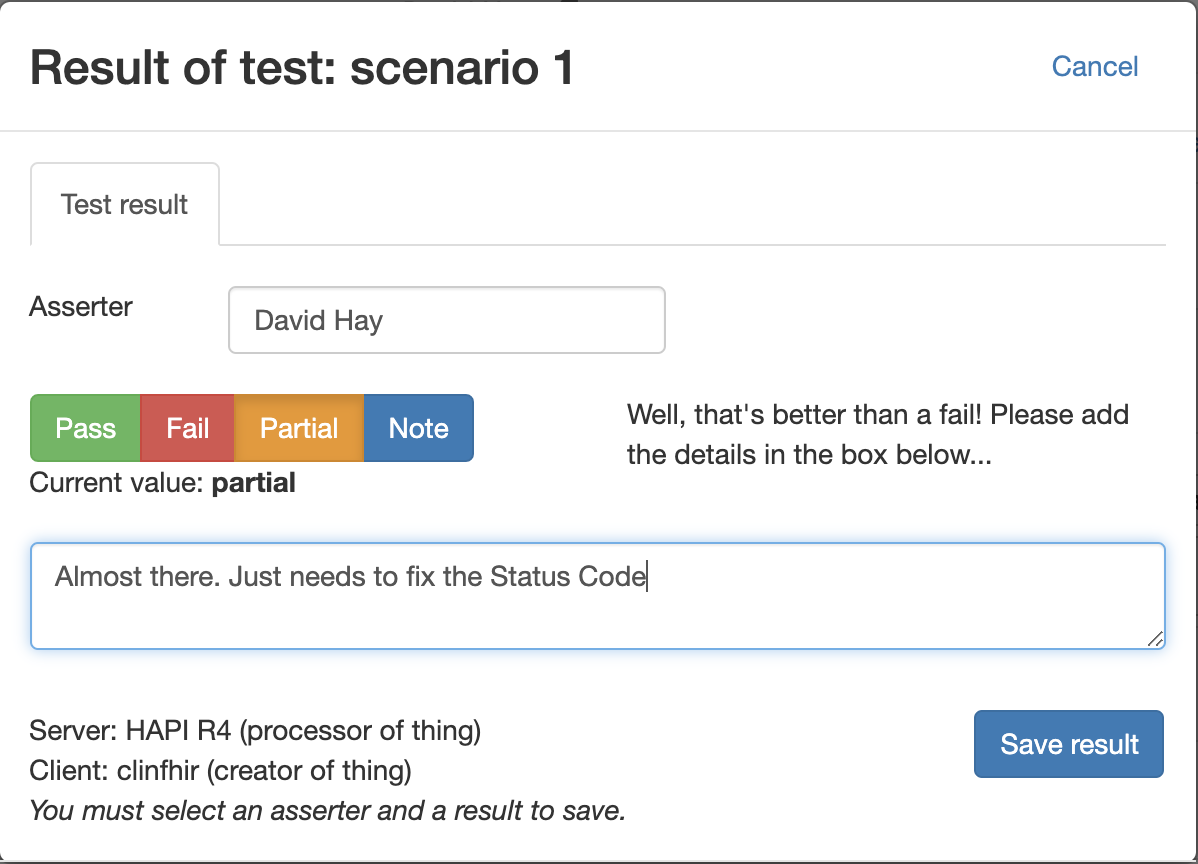 Result of test: scenario 1
Cancel
Test result
Asserter
David Hay
Pass
Fail
Partial
Note
Well, that's better than a fail! Please add
the details in the box below...
Current value: partial
Almost there. Just needs to fix the Status Code
Server: HAPI R4 (processor of thing)
Client: clinfhir (creator of thing)
You must select an asserter and a result to save.
Save result